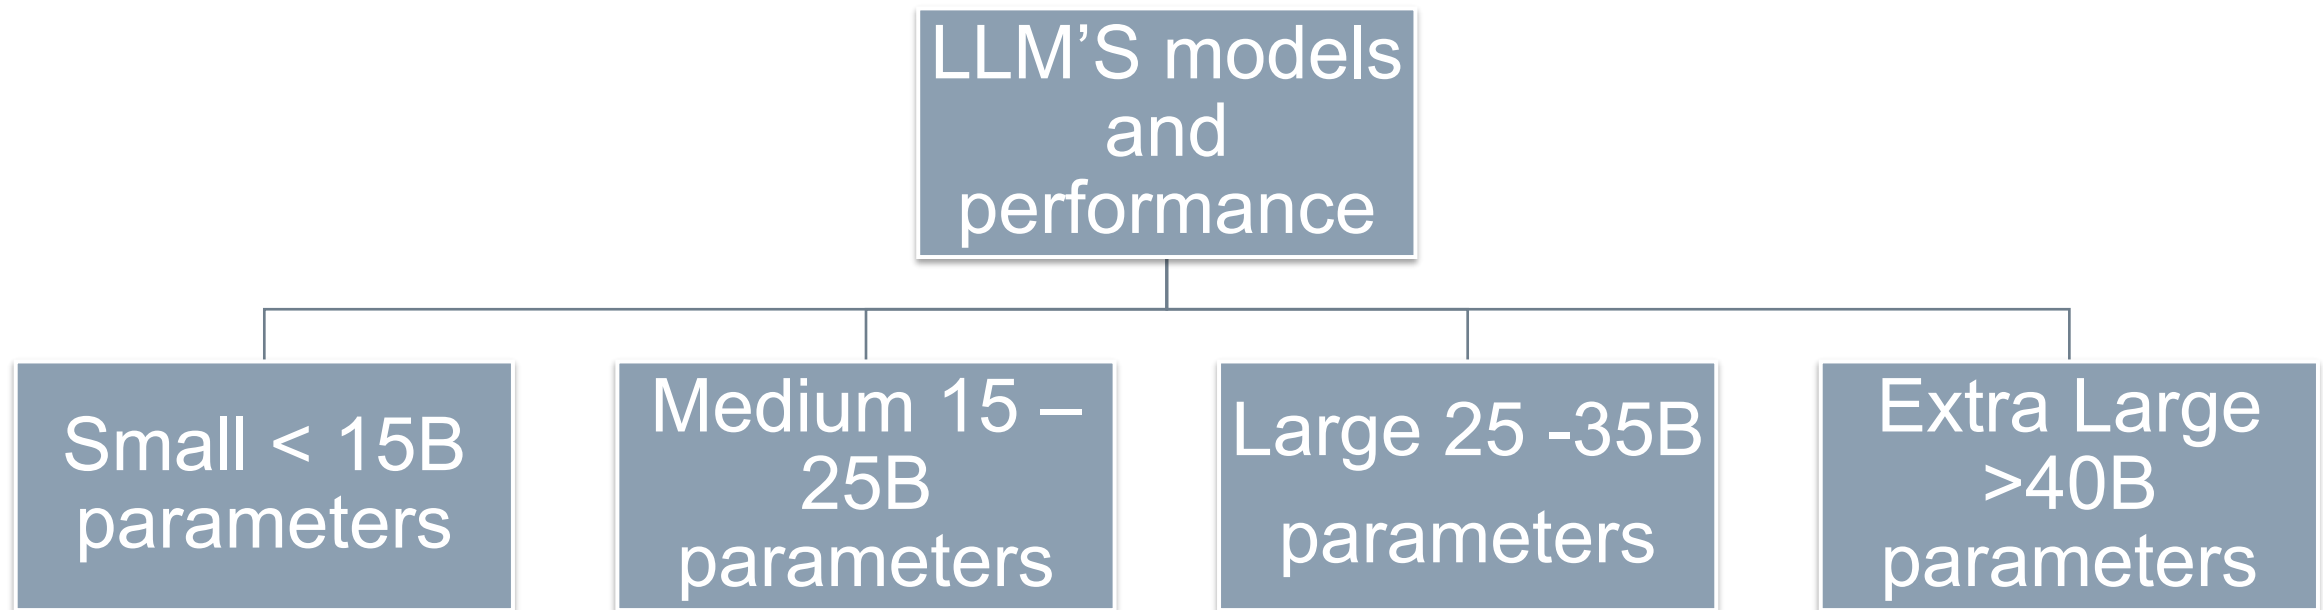 LLM’S models
and
performance
Small < 15B
parameters
Medium 15 –
25B
parameters
Large 25 -35B
parameters
Extra Large
>40B
parameters